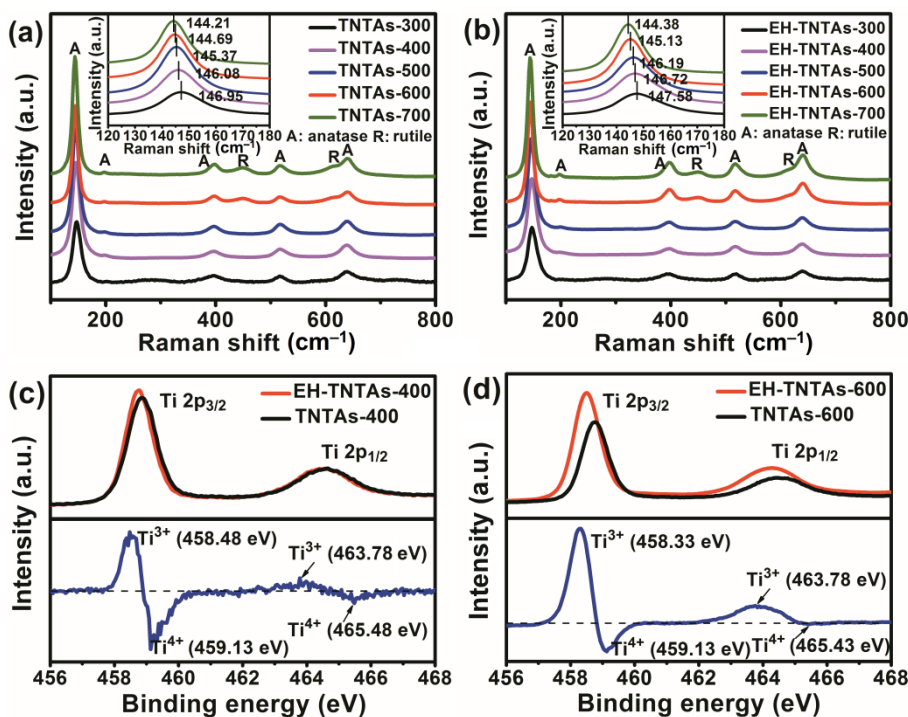 (a)
Intensity (a.u.)
A
A
A
R
A
R
A
Intensity (a.u.)
144.21
144.69
145.37
146.08
146.95
120 130 140 150 160 170 180
Raman shift (cm⁻¹)
TNTAs-300
TNTAs-400
TNTAs-500
TNTAs-600
TNTAs-700
A: anatase R: rutile
200 400 600 800
Raman shift (cm⁻¹)
(b)
Intensity (a.u.)
A
A
A
R
A
R
A
Intensity (a.u.)
144.38
145.13
146.19
146.72
147.58
120 130 140 150 160 170 180
Raman shift (cm⁻¹)
EH-TNTAs-300
EH-TNTAs-400
EH-TNTAs-500
EH-TNTAs-600
EH-TNTAs-700
A: anatase R: rutile
200 400 600 800
Raman shift (cm⁻¹)
(c)
Intensity (a.u.)
Ti 2p3/2
EH-TNTAs-400
TNTAs-400
Ti 2p1/2
Ti³⁺ (458.48 eV)
Ti³⁺ (463.78 eV)
Ti⁴⁺ (459.13 eV)
Ti⁴⁺ (465.48 eV)
456 458 460 462 464 466 468
Binding energy (eV)
(d)
Intensity (a.u.)
Ti 2p3/2
EH-TNTAs-600
TNTAs-600
Ti 2p1/2
Ti³⁺ (458.33 eV)
Ti³⁺ (463.78 eV)
Ti⁴⁺ (459.13 eV)
Ti⁴⁺ (465.43 eV)
456 458 460 462 464 466 468
Binding energy (eV)